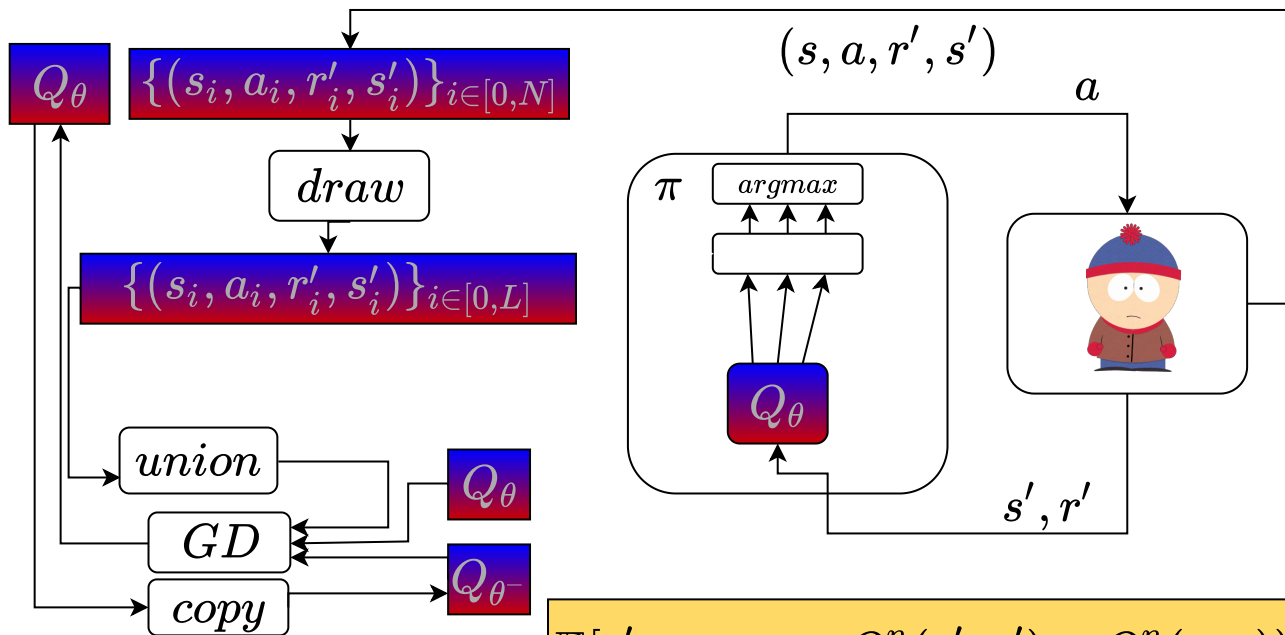 Q_θ
{(s_i, a_i, r'_i, s'_i)}_{i∈[0,N]}
(s, a, r', s')
a
draw
π
argmax
{(s_i, a_i, r'_i, s'_i)}_{i∈[0,L]}
Q_θ
union
Q_θ
s', r'
GD
Q_{θ^-}
copy